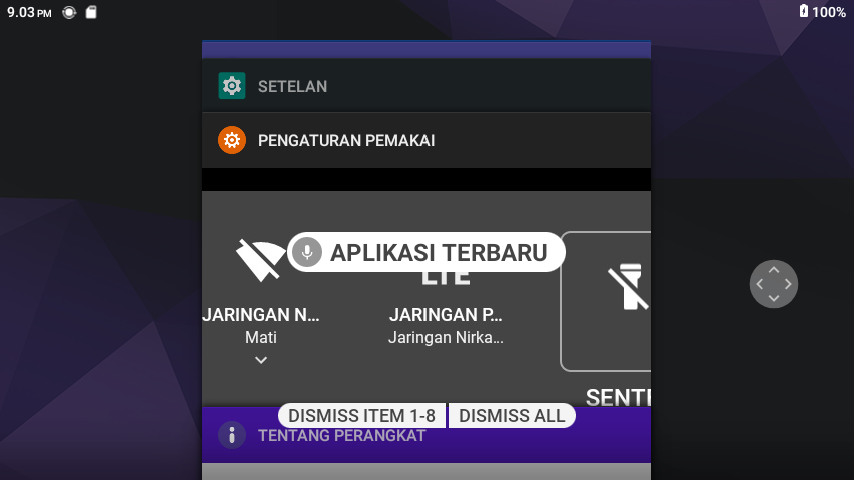 9.03 PM
100%
SETELAN
PENGATURAN PEMAKAI
APLIKASI TERBARU
LTE
JARINGAN N...
JARINGAN P...
Mati
Jaringan Nirka...
SENTE
DISMISS ITEM 1-8
DISMISS ALL
TENTANG PERANGKAT